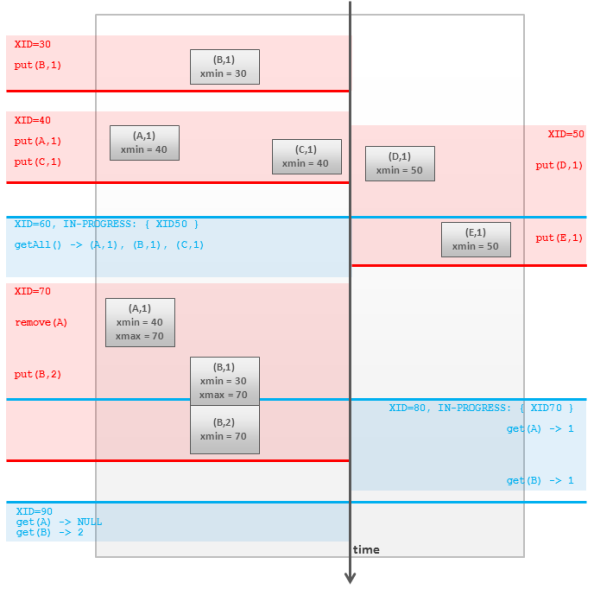 XID=30
put(B,1)
(B,1)
xmin = 30
XID=40
put(A,1)
put(C,1)
(A,1)
xmin = 40
(C,1)
xmin = 40
(D,1)
xmin = 50
XID=50
put(D,1)
XID=60, IN-PROGRESS: { XID50 }
getAll() -> (A,1), (B,1), (C,1)
(E,1)
xmin = 50
put(E,1)
XID=70
remove(A)
put(B,2)
(A,1)
xmin = 40
xmax = 70
(B,1)
xmin = 30
xmax = 70
(B,2)
xmin = 70
XID=80, IN-PROGRESS: { XID70 }
get(A) -> 1
get(B) -> 1
XID=90
get(A) -> NULL
get(B) -> 2
time